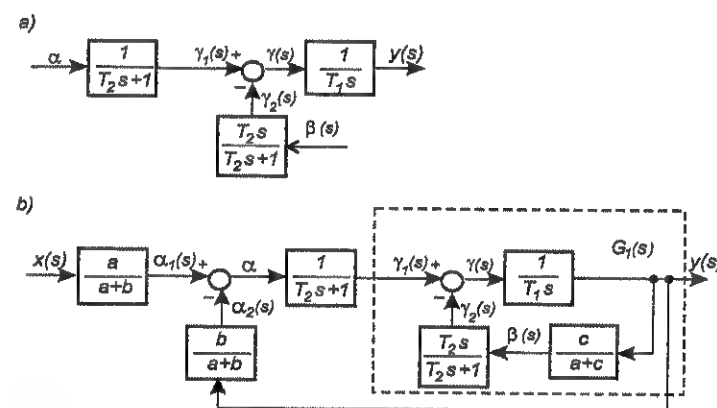 a)
α 1 γ₁(s) + γ(s) 1 y(s)
T₂s+1 − T₁s
γ₂(s)
T₂s β(s)
T₂s+1
b)
G₁(s)
x(s) a α₁(s) + α 1 γ₁(s) + γ(s) 1 y(s)
a+b − T₂s+1 − T₁s
α₂(s) γ₂(s)
b T₂s β(s) c
a+b T₂s+1 a+c